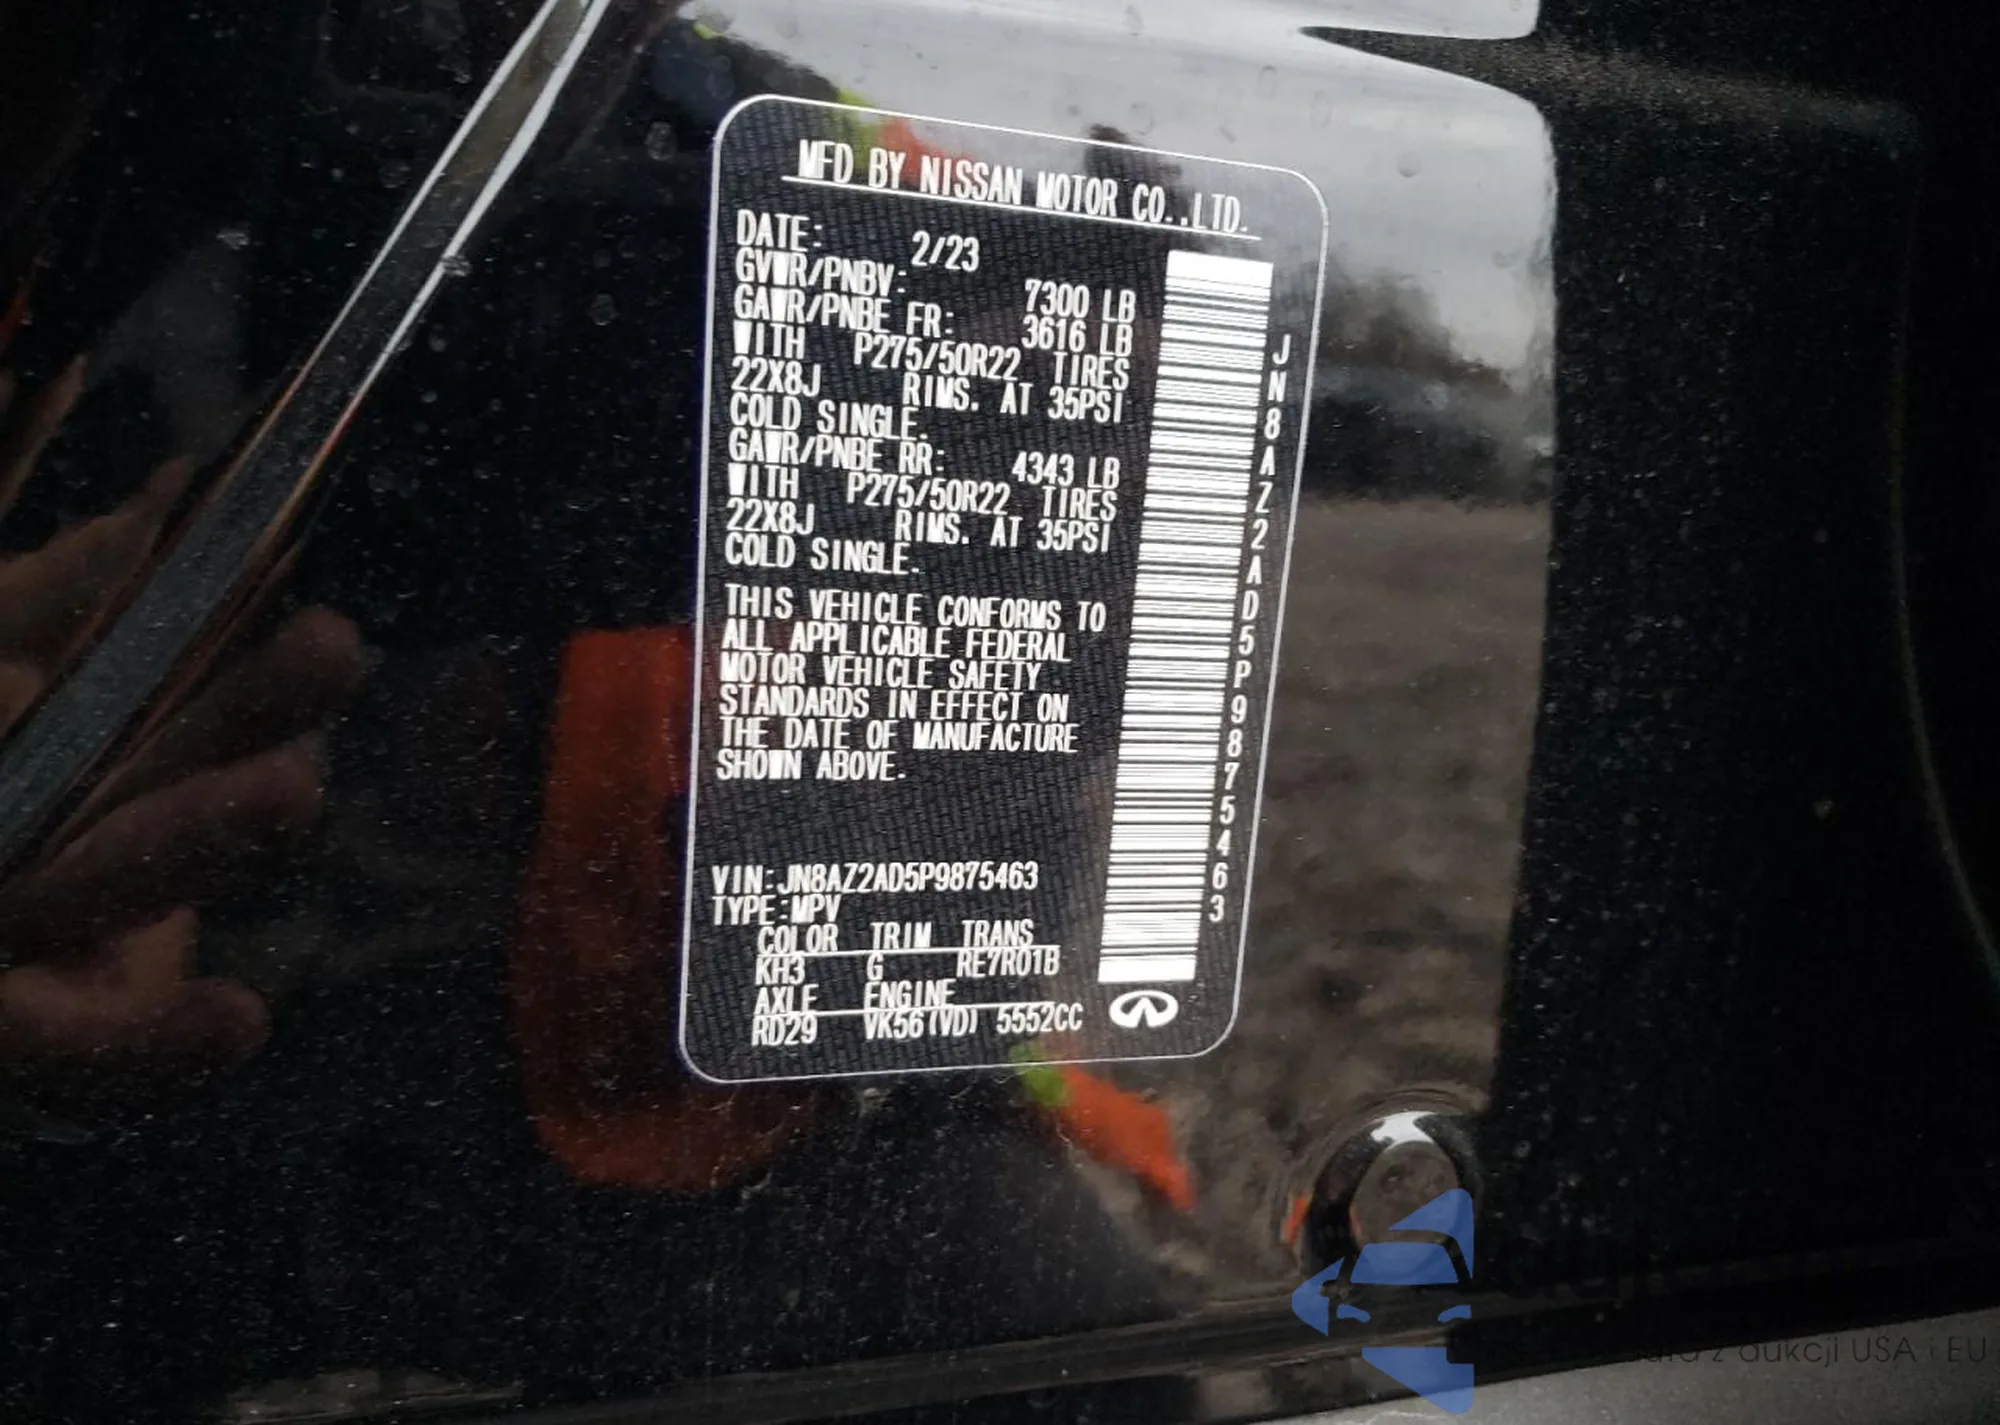 MFD BY NISSAN MOTOR CO.,LTD.
DATE: 2/23
GVWR/PNBV: 7300 LB
GAWR/PNBE FR: 3616 LB
WITH P275/50R22 TIRES
22X8J RIMS. AT 35PSI
COLD SINGLE.
GAWR/PNBE RR: 4343 LB
WITH P275/50R22 TIRES
22X8J RIMS. AT 35PSI
COLD SINGLE.
THIS VEHICLE CONFORMS TO
ALL APPLICABLE FEDERAL
MOTOR VEHICLE SAFETY
STANDARDS IN EFFECT ON
THE DATE OF MANUFACTURE
SHOWN ABOVE.
VIN:JN8AZ2AD5P9875463
TYPE:MPV
COLOR TRIM TRANS
KH3 G RE7R01B
AXLE ENGINE
RD29 VK56(VD) 5552CC
JN8AZ2AD5P9875463
z aukcji USA i EU